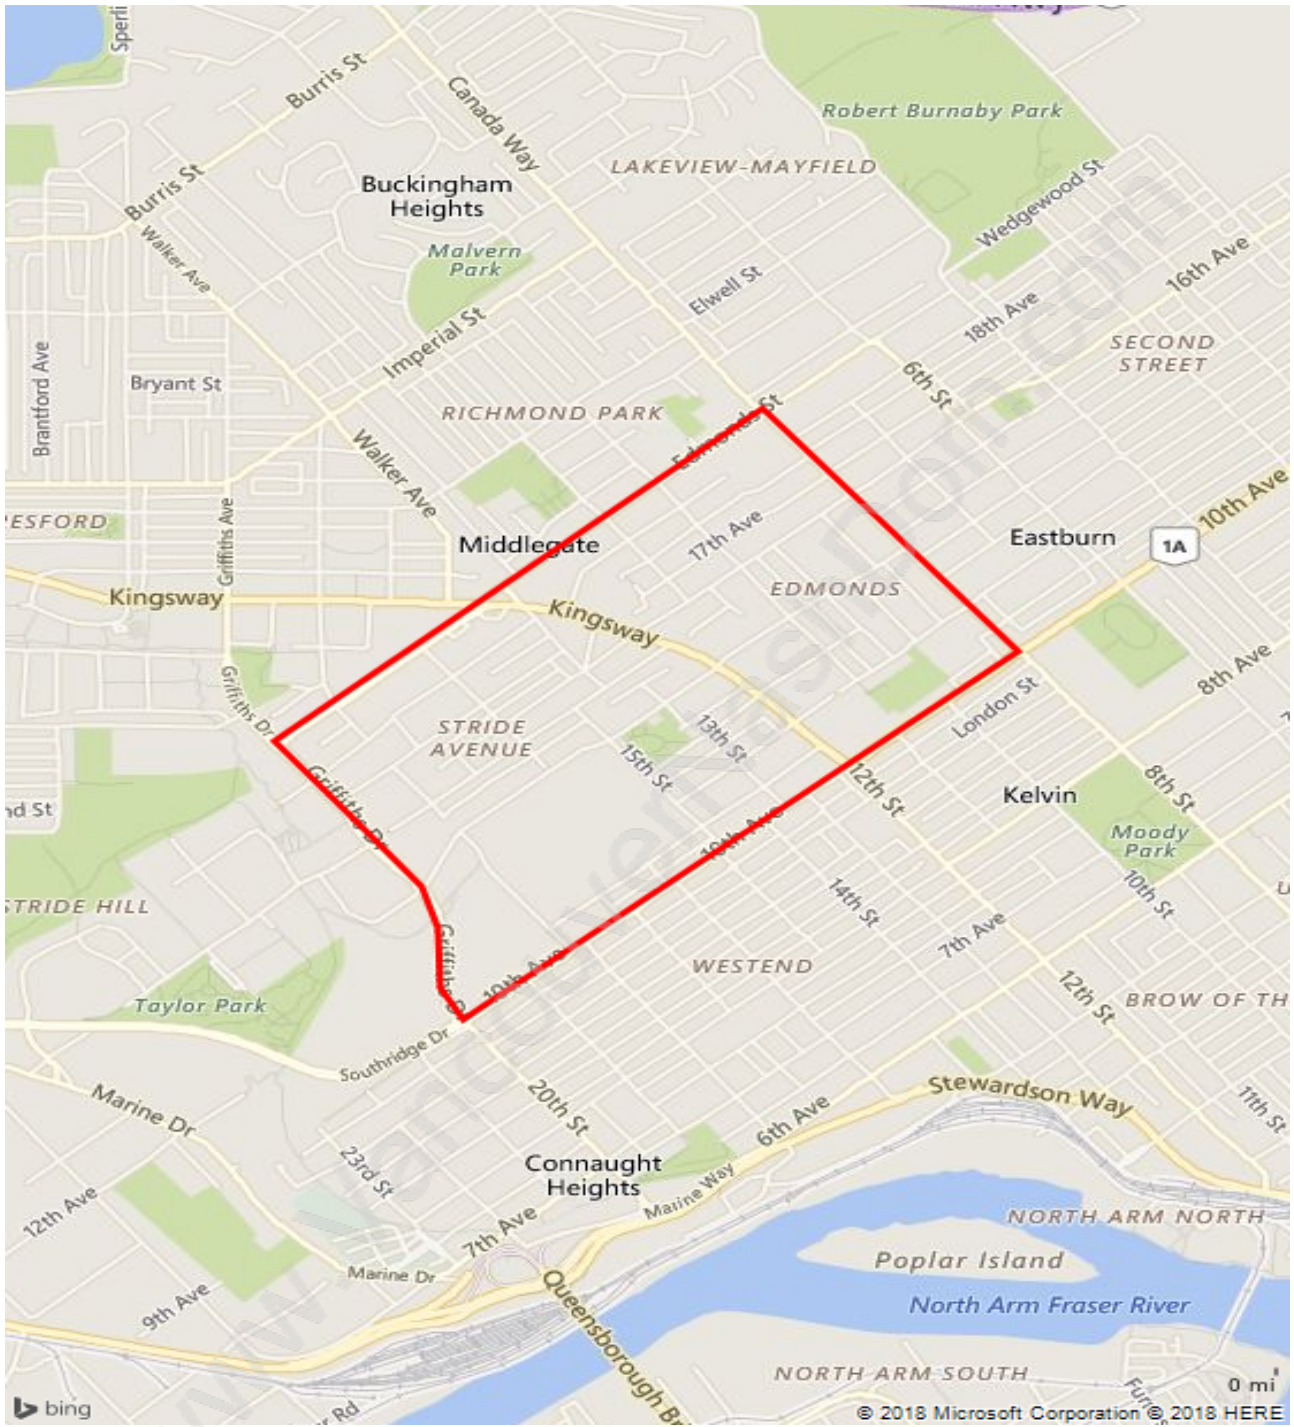 Burris St
Canada Way
Robert Burnaby Park
LAKEVIEW-MAYFIELD
Buckingham
Heights
Burris St
Wedgewood St
Walker Ave
Malvern
Park
16th Ave
Elwell St
18th Ave
Imperial St
SECOND
STREET
Brantford Ave
Bryant St
6th St
RICHMOND PARK
Edmonds St
Walker Ave
10th Ave
Griffiths Ave
17th Ave
Middlegate
Eastburn
1A
EDMONDS
Kingsway
Kingsway
Griffiths Dr
8th Ave
London St
STRIDE
AVENUE
13th St
15th St
Griffiths Dr
12th St
8th St
Kelvin
10th Ave
Moody
Park
14th St
10th St
STRIDE HILL
7th Ave
Griffiths Dr
10th Ave
WESTEND
12th St
Taylor Park
BROW OF TH
Southridge Dr
Marine Dr
20th St
6th Ave
Stewardson Way
11th St
23rd St
Connaught
Heights
Marine Way
12th Ave
7th Ave
NORTH ARM NORTH
Marine Dr
Poplar Island
9th Ave
Queensborough Br
North Arm Fraser River
NORTH ARM SOUTH
0 mi
bing
© 2018 Microsoft Corporation © 2018 HERE